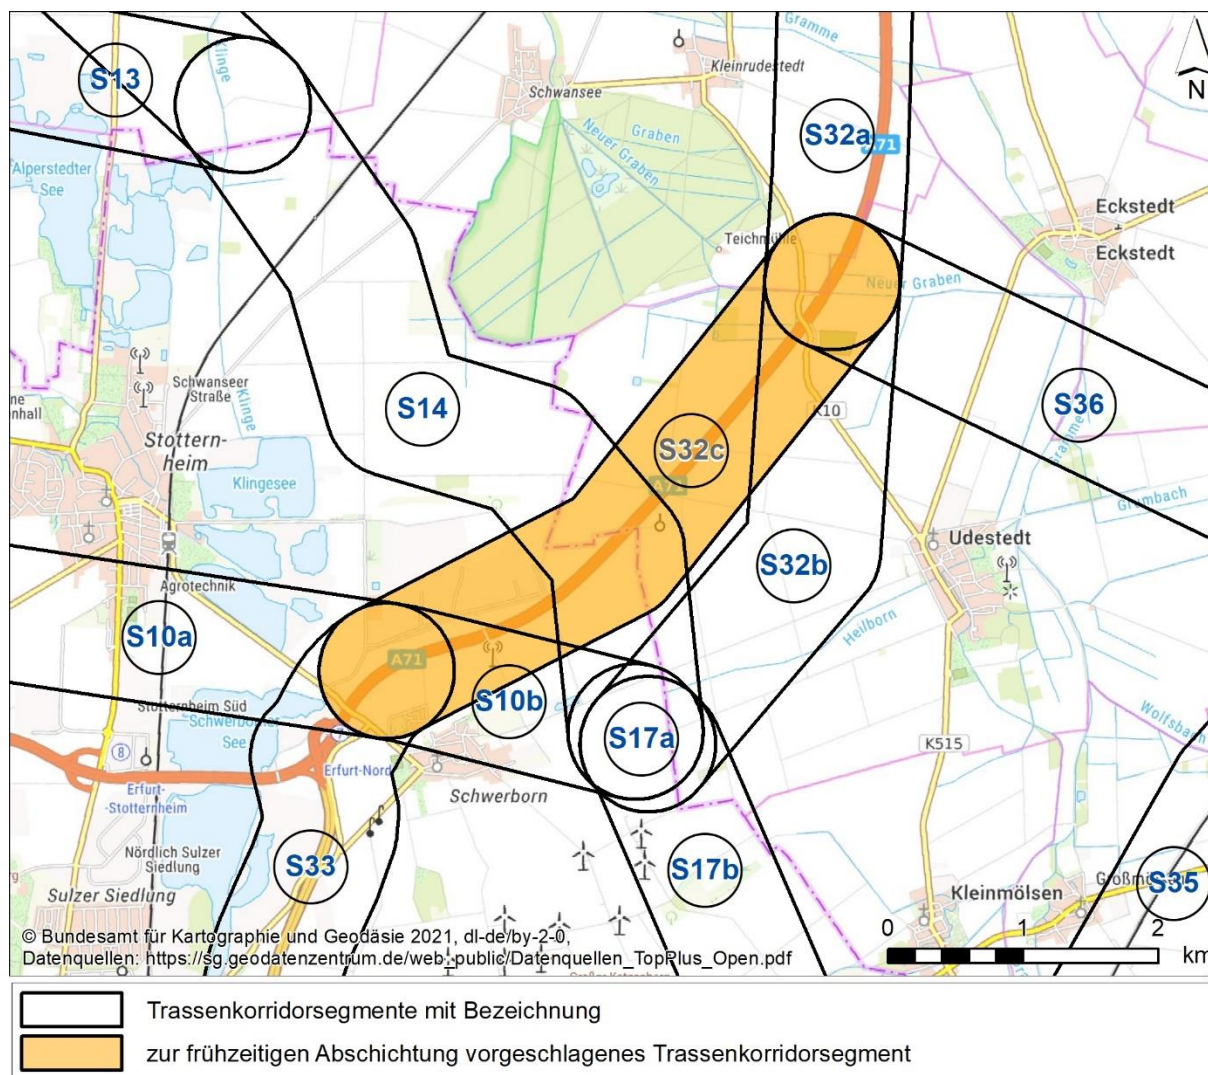 Gramme
Klinge
S13
Kleinrudestedt
Schwansee
N
Graben
Neuer Graben
S32a
A71
Alperstedter
See
Eckstedt
Teichmühle
Eckstedt
Neuer Graben
Schwanseer
Straße
Klinge
S14
K10
S36
Gramme
Stottern-
heim
S32c
Klingesee
Grumbach
Udestedt
S32b
Agrotechnik
Heilborn
S10a
A71
S10b
Stotternheim Süd
Schwerborner
See
S17a
Wolfsbach
8
K515
Erfurt-Nord
Erfurt-
Stotternheim
Schwerborn
Nördlich Sulzer
Siedlung
S33
S17b
Sulzer Siedlung
Kleinmölsen
S35
0 1 2
km
© Bundesamt für Kartographie und Geodäsie 2021, dl-de/by-2-0,
Datenquellen: https://sg.geodatenzentrum.de/web_public/Datenquellen_TopPlus_Open.pdf
Trassenkorridorsegmente mit Bezeichnung
zur frühzeitigen Abschichtung vorgeschlagenes Trassenkorridorsegment